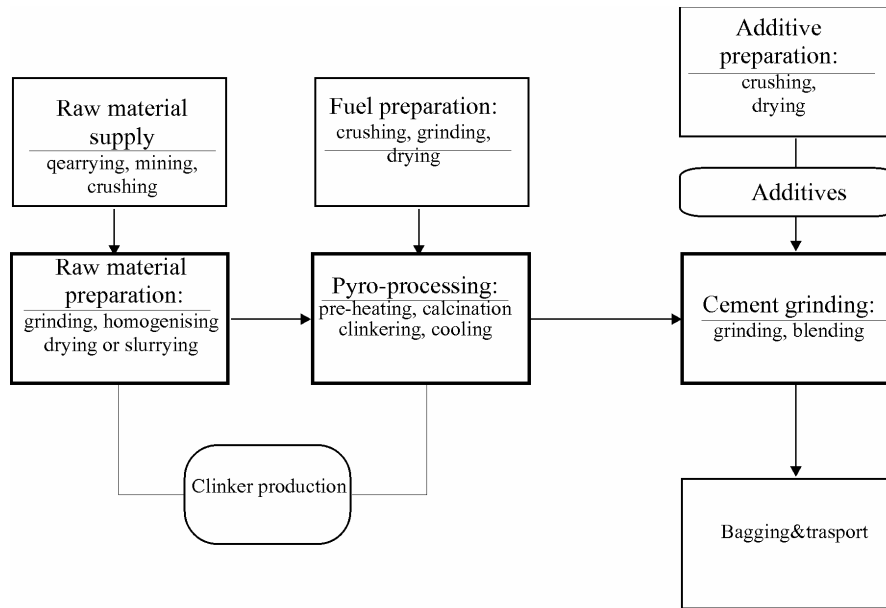 Raw material
supply
qearrying, mining,
crushing
Fuel preparation:
crushing, grinding,
drying
Additive
preparation:
crushing,
drying
Additives
Raw material
preparation:
grinding, homogenising
drying or slurrying
Pyro-processing:
pre-heating, calcination
clinkering, cooling
Cement grinding:
grinding, blending
Clinker production
Bagging&trasport